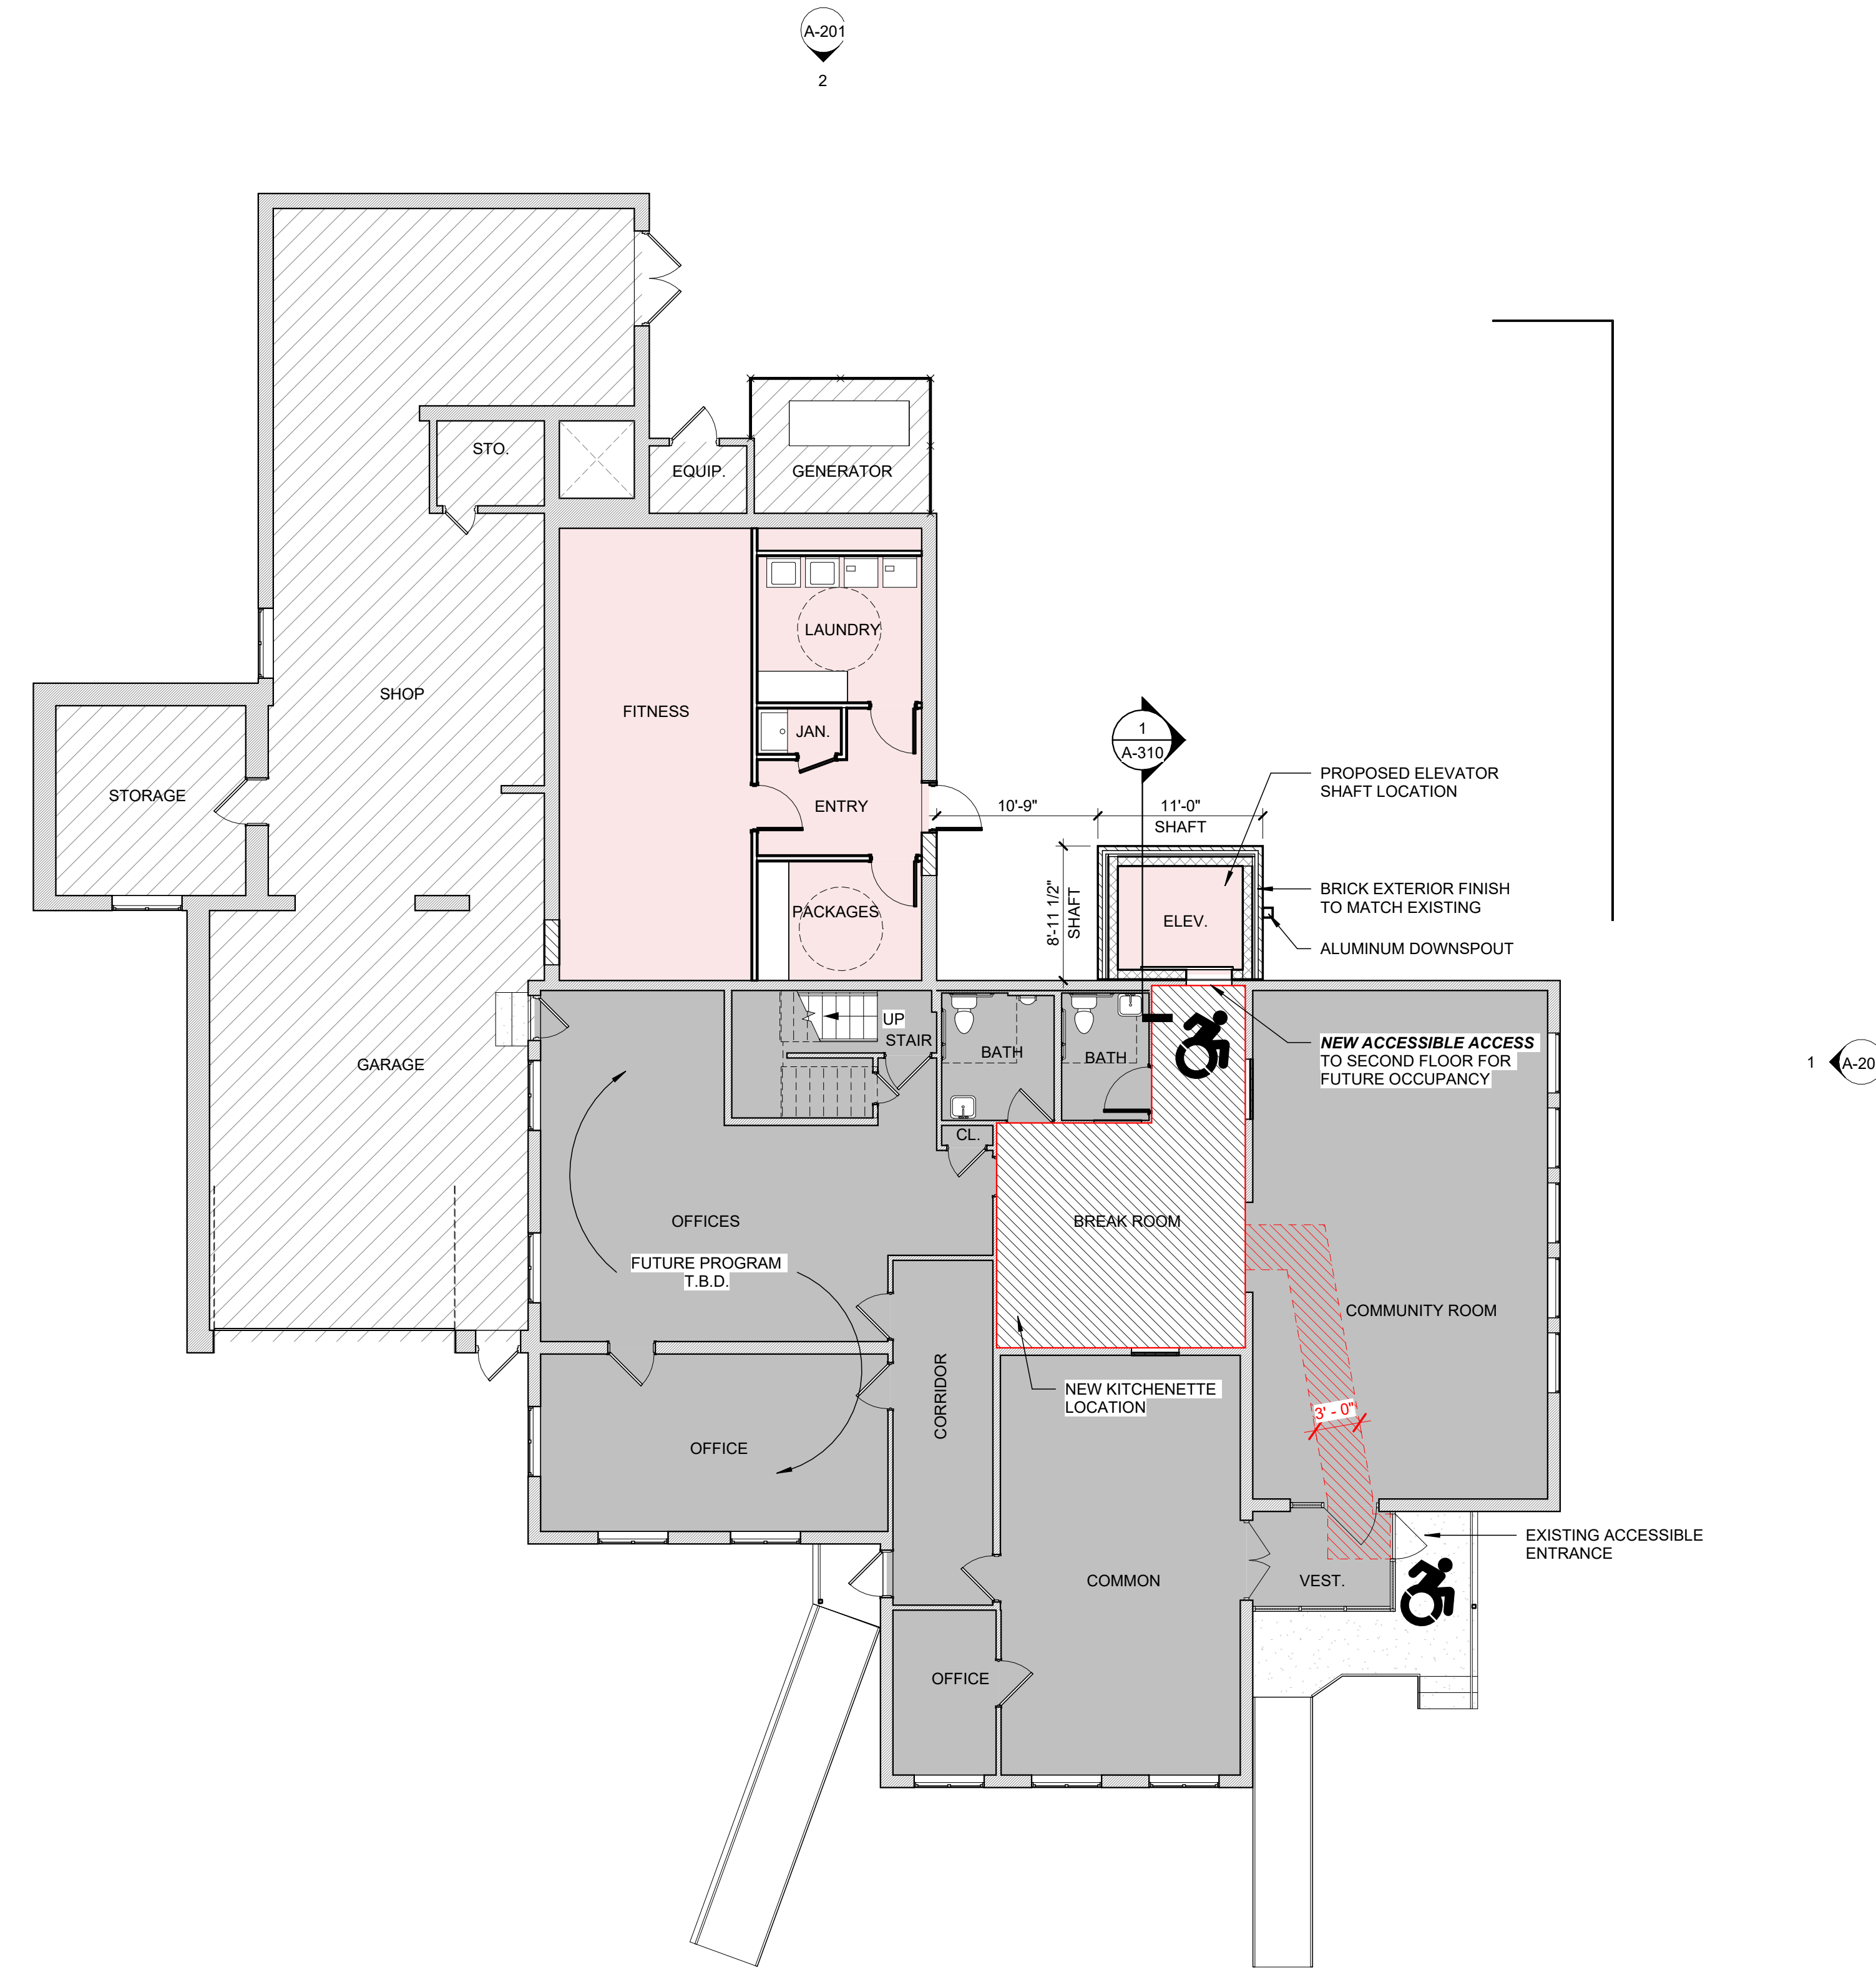 A-201
2
STO.
EQUIP.
GENERATOR
LAUNDRY
SHOP
FITNESS
JAN.
1
A-310
STORAGE
ENTRY
PROPOSED ELEVATOR
SHAFT LOCATION
10'-9"
11'-0"
SHAFT
8'-11 1/2"
SHAFT
BRICK EXTERIOR FINISH
TO MATCH EXISTING
PACKAGES
ELEV.
ALUMINUM DOWNSPOUT
UP
STAIR
BATH
BATH
NEW ACCESSIBLE ACCESS
TO SECOND FLOOR FOR
FUTURE OCCUPANCY
GARAGE
1
A-20
CL.
OFFICES
BREAK ROOM
FUTURE PROGRAM
T.B.D.
COMMUNITY ROOM
CORRIDOR
NEW KITCHENETTE
LOCATION
3' - 0"
OFFICE
EXISTING ACCESSIBLE
ENTRANCE
COMMON
VEST.
OFFICE